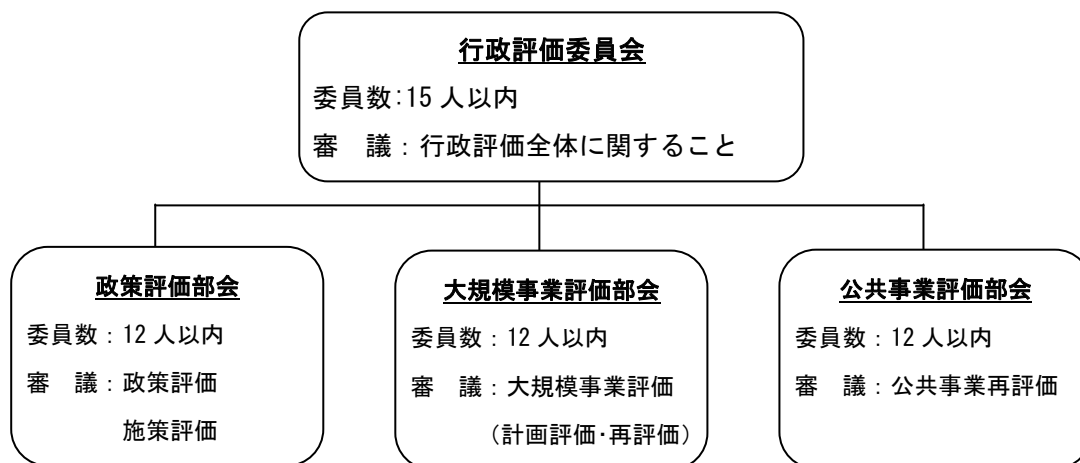 行政評価委員会
委員数：15 人以内
審　議：行政評価全体に関すること
政策評価部会
委員数：12 人以内
審　議：政策評価
施策評価
大規模事業評価部会
委員数：12 人以内
審　議：大規模事業評価
（計画評価・再評価）
公共事業評価部会
委員数：12 人以内
審　議：公共事業再評価